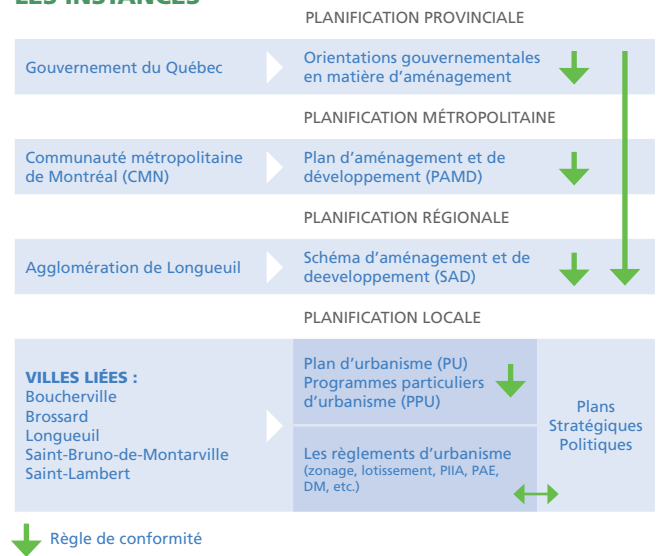 LES INSTANCES
PLANIFICATION PROVINCIALE
Gouvernement du Québec
Orientations gouvernementales
en matière d'aménagement
PLANIFICATION MÉTROPOLITAINE
Communauté métropolitaine
de Montréal (CMN)
Plan d'aménagement et de
développement (PAMD)
PLANIFICATION RÉGIONALE
Agglomération de Longueuil
Schéma d'aménagement et de
deeveloppement (SAD)
PLANIFICATION LOCALE
VILLES LIÉES :
Boucherville
Brossard
Longueuil
Saint-Bruno-de-Montarville
Saint-Lambert
Plan d'urbanisme (PU)
Programmes particuliers
d'urbanisme (PPU)
Les règlements d'urbanisme
(zonage, lotissement, PIIA, PAE,
DM, etc.)
Plans
Stratégiques
Politiques
Règle de conformité